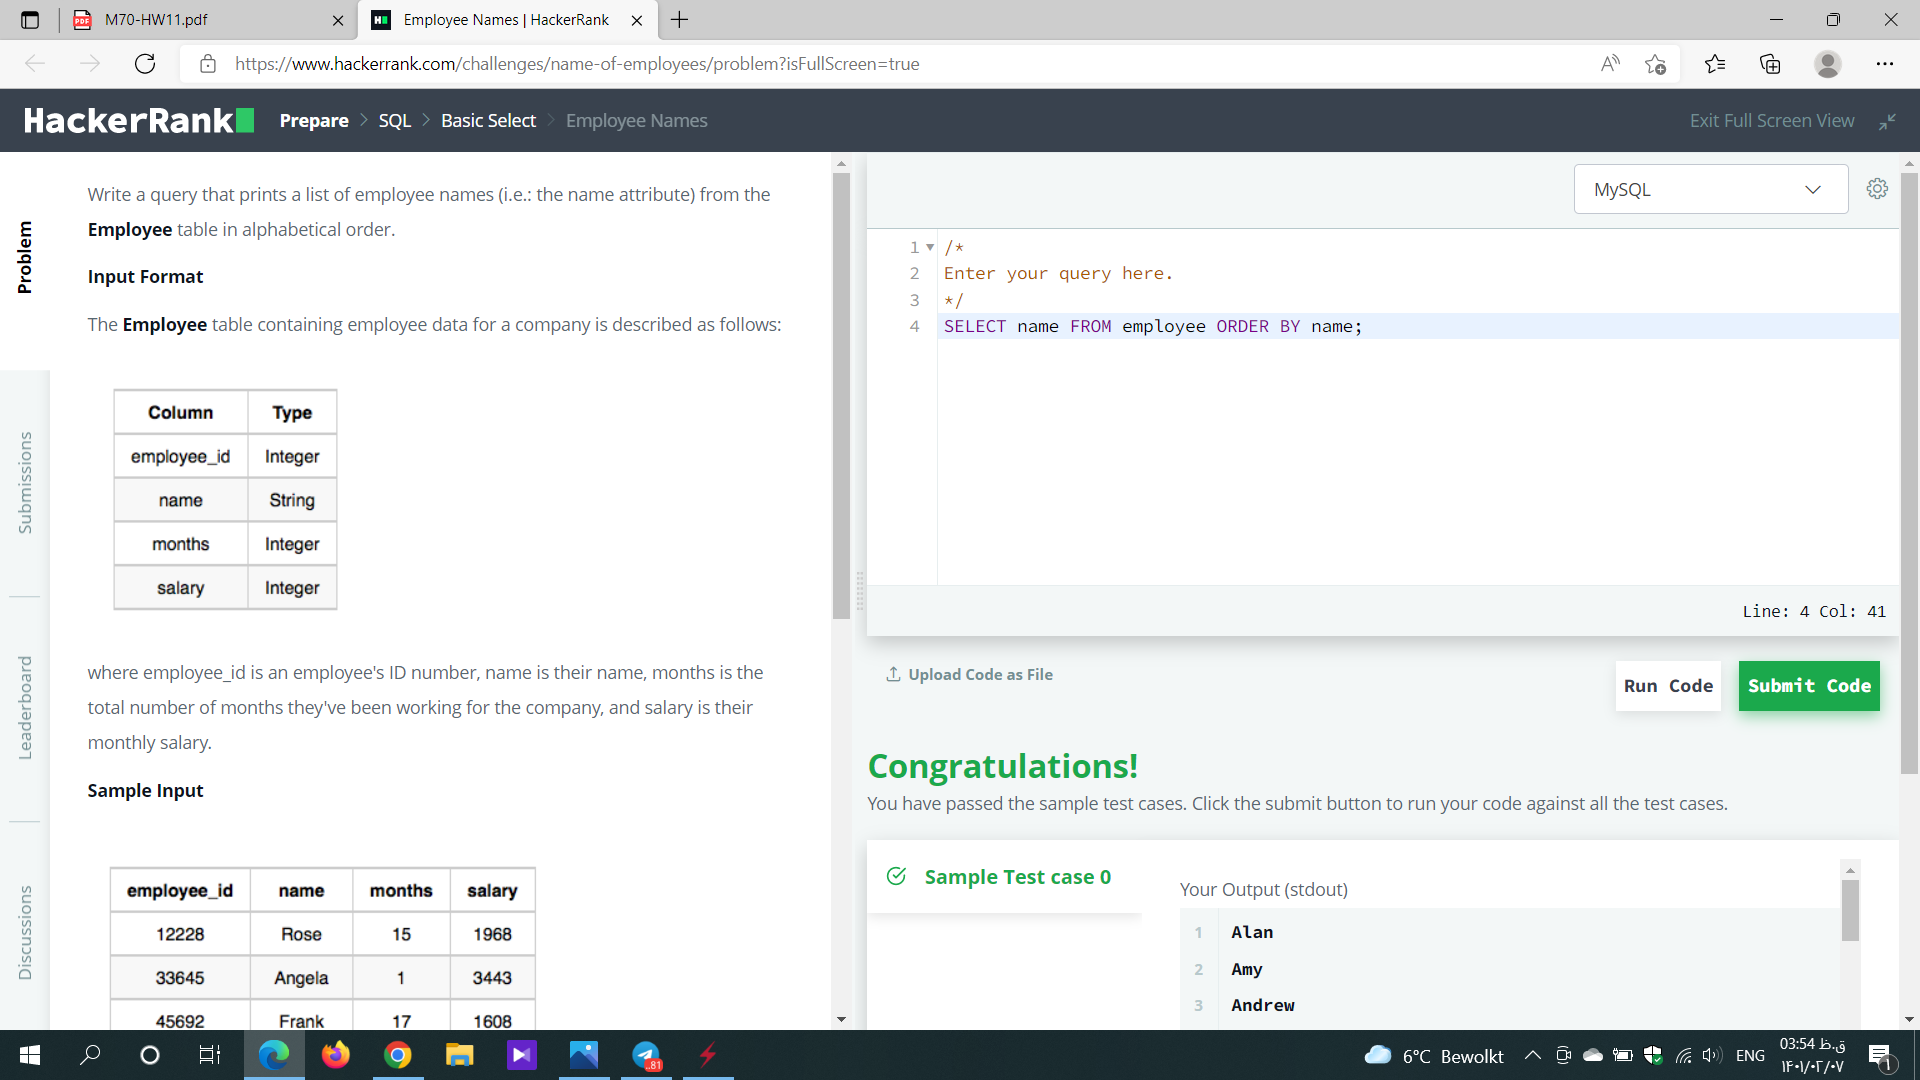 M70-HW11.pdf
Employee Names | HackerRank
https://www.hackerrank.com/challenges/name-of-employees/problem?isFullScreen=true
HackerRank
Prepare > SQL > Basic Select > Employee Names
Exit Full Screen View
Problem
Submissions
Leaderboard
Discussions
Write a query that prints a list of employee names (i.e.: the name attribute) from the
Employee table in alphabetical order.
Input Format
The Employee table containing employee data for a company is described as follows:
Column Type
employee_id Integer
name String
months Integer
salary Integer
where employee_id is an employee's ID number, name is their name, months is the
total number of months they've been working for the company, and salary is their
monthly salary.
Sample Input
employee_id name months salary
12228 Rose 15 1968
33645 Angela 1 3443
45692 Frank 17 1608
MySQL
1 /*
2 Enter your query here.
3 */
4 SELECT name FROM employee ORDER BY name;
Line: 4 Col: 41
Upload Code as File
Run Code
Submit Code
Congratulations!
You have passed the sample test cases. Click the submit button to run your code against all the test cases.
Sample Test case 0
Your Output (stdout)
1 Alan
2 Amy
3 Andrew
81
6°C Bewolkt
ENG
03:54 ق.ظ
۱۴۰۱/۰۲/۰۷
۱